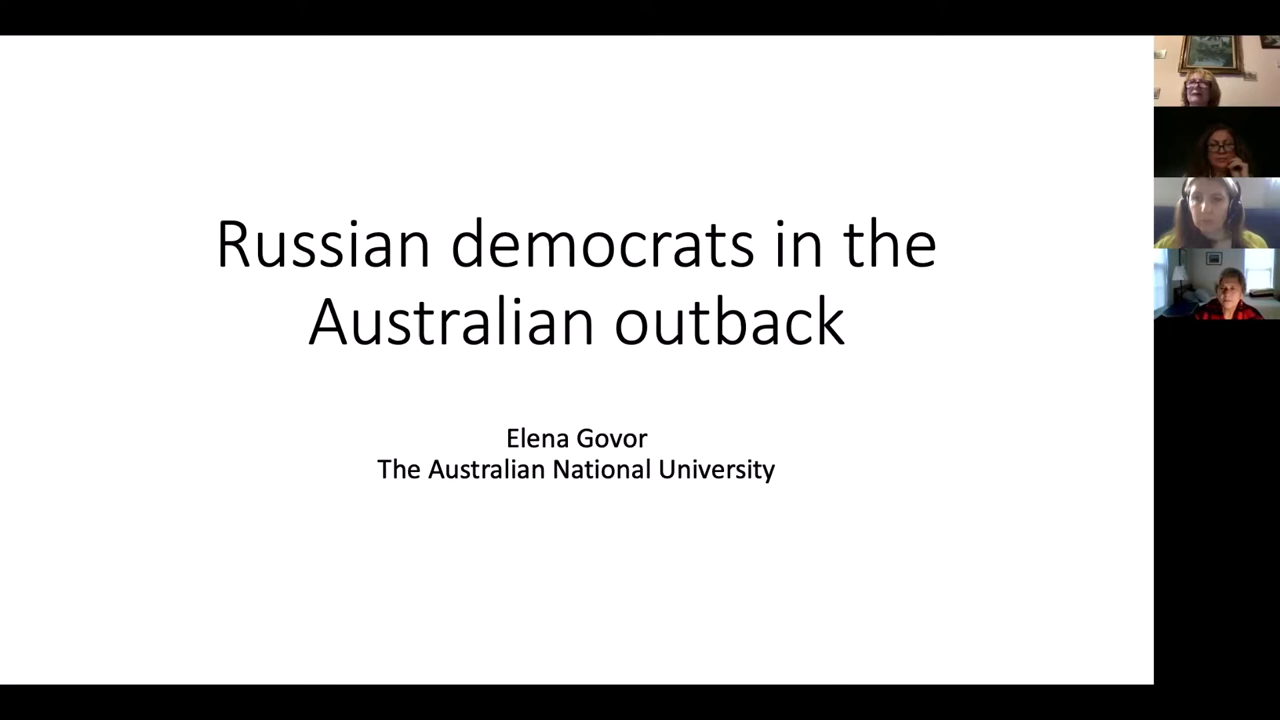 Russian democrats in the
Australian outback
Elena Govor
The Australian National University